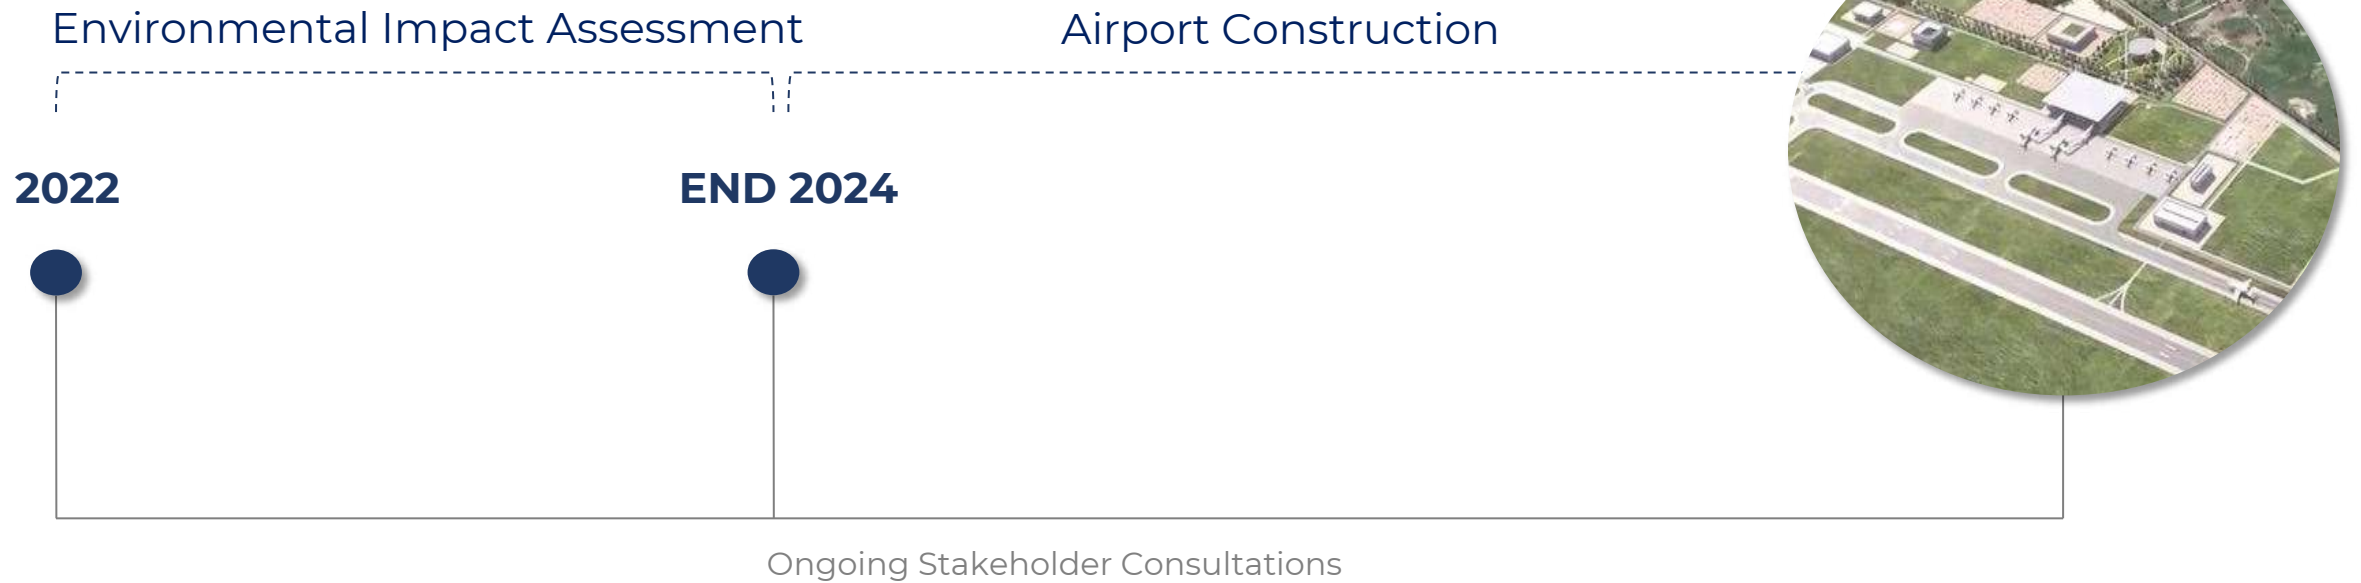 Environmental Impact Assessment
Airport Construction
2022
END 2024
Ongoing Stakeholder Consultations